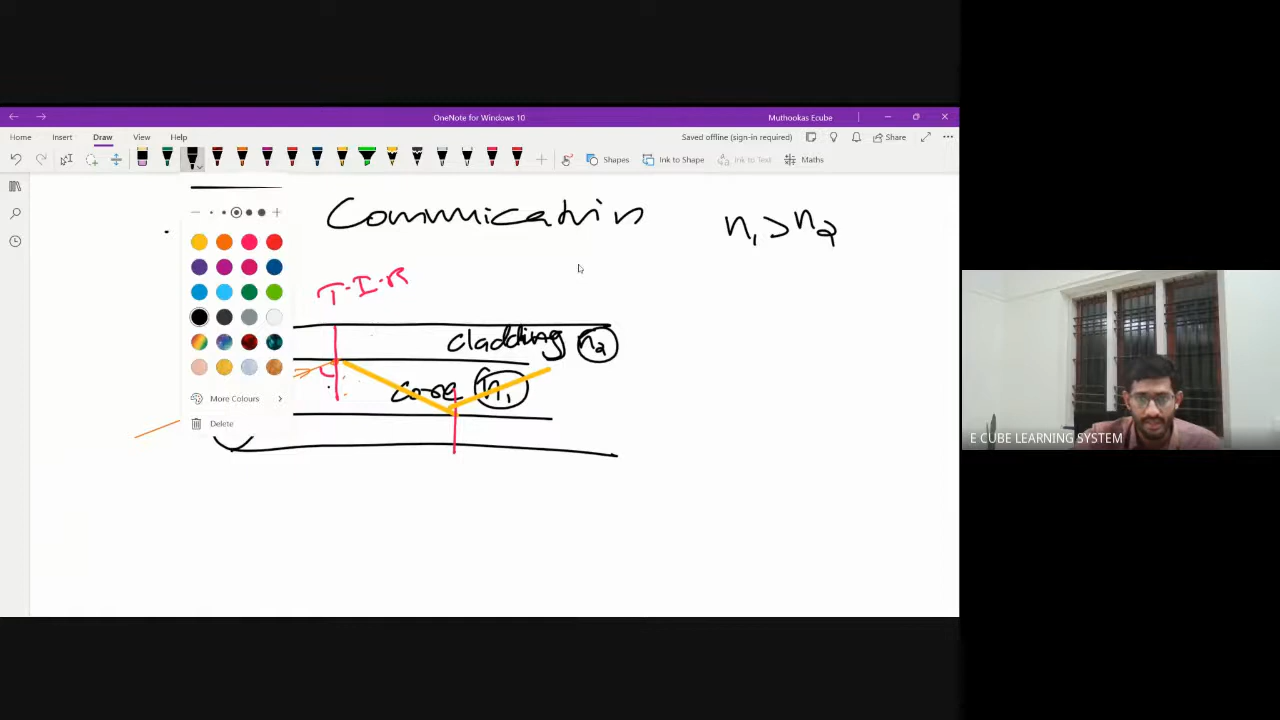 OneNote for Windows 10
Muthookas Ecube
Home Insert Draw View Help
Saved offline (sign-in required)
Share
Shapes
Ink to Shape
Ink to Text
Maths
Commuicatin
n1>n2
T.I.R
cladding n2
core n1
More Colours
Delete
E CUBE LEARNING SYSTEM